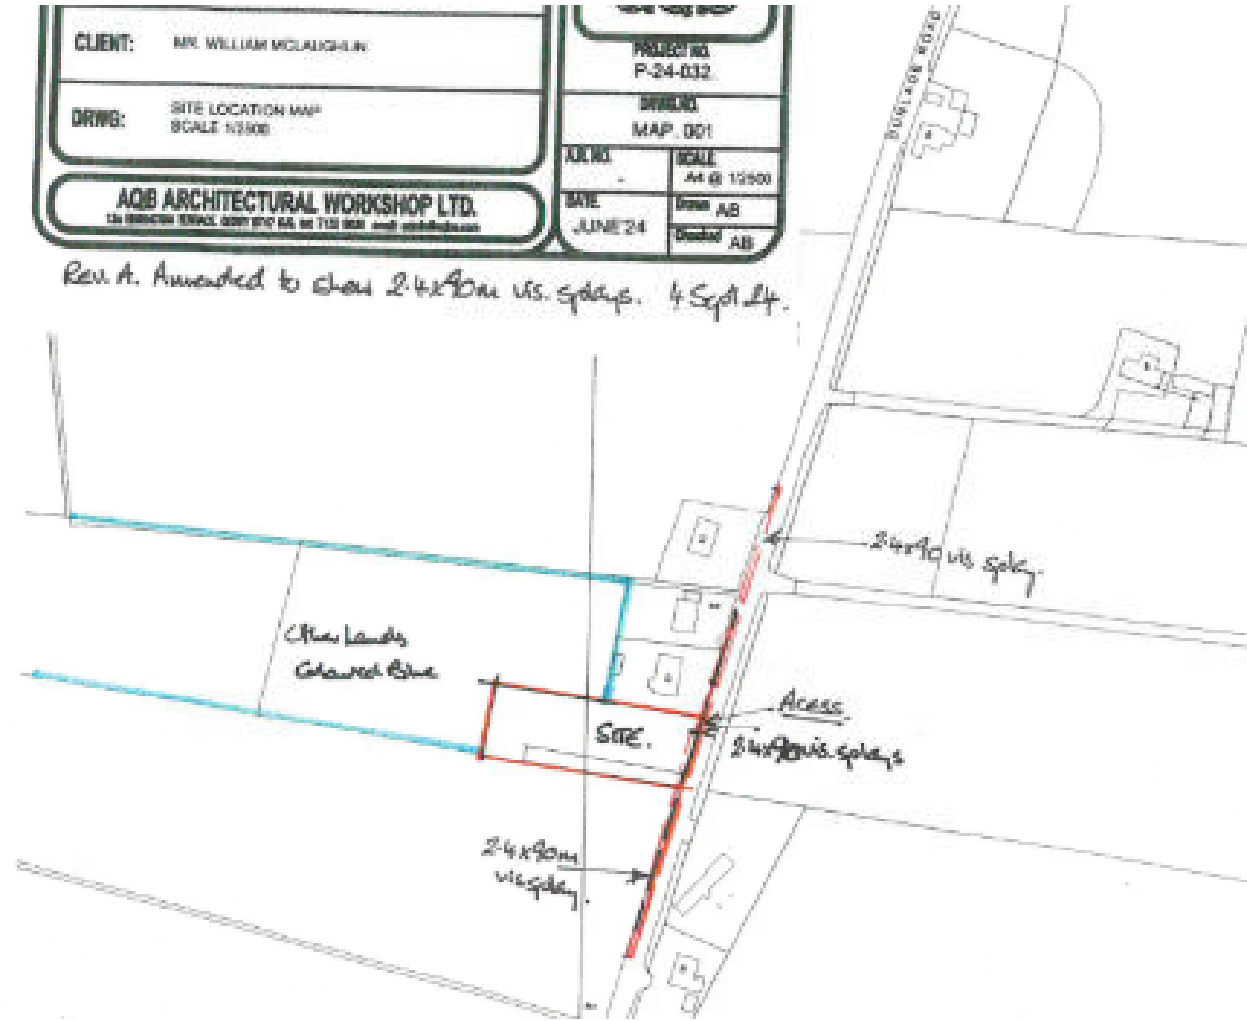 CLIENT: MR. WILLIAM MCLAUGHLIN
DRWG: SITE LOCATION MAP
SCALE 1/2500
AQB ARCHITECTURAL WORKSHOP LTD.
PROJECT NO.
P-24-032
DRWG.NO.
MAP. 001
SCALE
A4 @ 1/2500
DATE
JUNE'24
Drawn AB
Checked AB
Rev. A. Amended to show 2.4x90m vis. splays. 4 Sept 24.
2.4x90 vis splay.
Other Lands
Coloured Blue
SITE.
Acess
2.4x90m vis. splays
2.4x90m
vis splay.